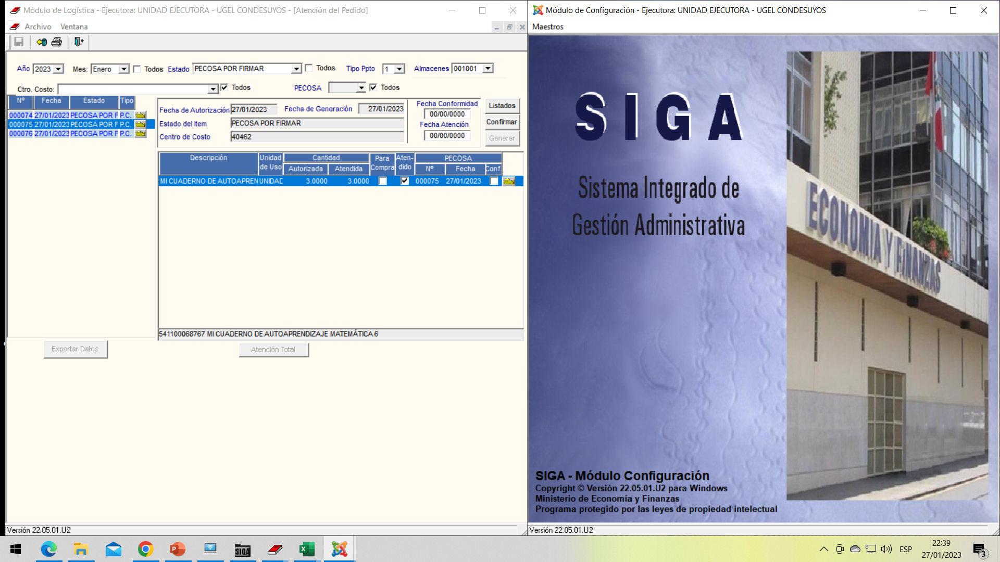 Módulo de Logística - Ejecutora: UNIDAD EJECUTORA - UGEL CONDESUYOS - [Atención del Pedido]
Archivo Ventana
Año 2023 Mes: Enero Todos Estado PECOSA POR FIRMAR Todos Tipo Ppto 1 Almacenes 001001
Ctro. Costo: Todos PECOSA Todos
Nº Fecha Estado Tipo
000074 27/01/2023 PECOSA POR F P.C.
000075 27/01/2023 PECOSA POR F P.C.
000076 27/01/2023 PECOSA POR F P.C.
Fecha de Autorización 27/01/2023 Fecha de Generación 27/01/2023
Estado del Item PECOSA POR FIRMAR
Centro de Costo 40462
Fecha Conformidad
00/00/0000
Fecha Atención
00/00/0000
Listados
Confirmar
Generar
Descripción Unidad de Uso Cantidad Para Compra Aten-dido PECOSA
Autorizada Atendida Nº Fecha Conf.
MI CUADERNO DE AUTOAPREN UNIDAD 3.0000 3.0000 000075 27/01/2023
541100068767 MI CUADERNO DE AUTOAPRENDIZAJE MATEMÁTICA 6
Exportar Datos Atención Total
Versión 22.05.01.U2
Módulo de Configuración - Ejecutora: UNIDAD EJECUTORA - UGEL CONDESUYOS
Maestros
SIGA
Sistema Integrado de
Gestión Administrativa
ECONOMIA Y FINANZAS
SIGA - Módulo Configuración
Copyright © Versión 22.05.01.U2 para Windows
Ministerio de Economía y Finanzas
Programa protegido por las leyes de propiedad intelectual
Versión 22.05.01.U2
SIGA
ESP
22:39
27/01/2023
3